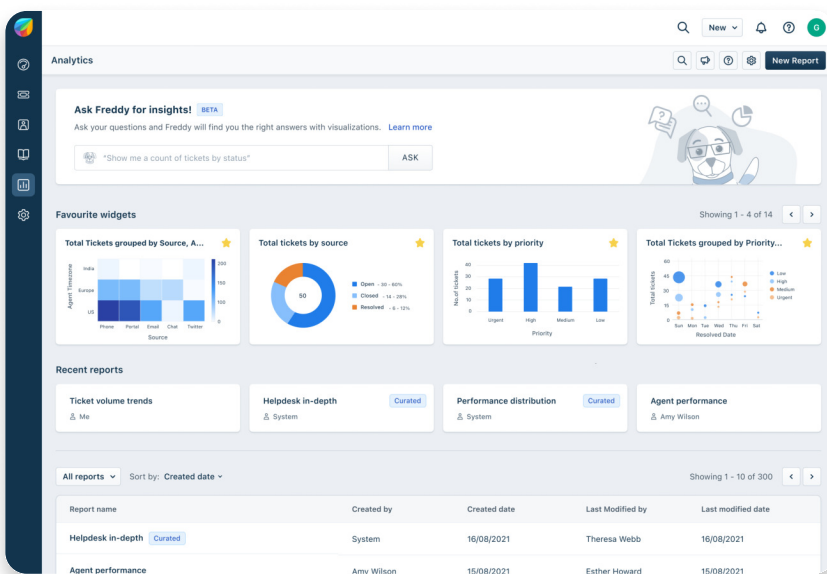 New
G
Analytics
New Report
Ask Freddy for insights! BETA
Ask your questions and Freddy will find you the right answers with visualizations. Learn more
"Show me a count of tickets by status"
ASK
Favourite widgets
Showing 1 - 4 of 14
Total Tickets grouped by Source, A...
Agent Timezone
India
Europe
US
Phone Portal Email Chat Twitter
Source
200
150
100
0
Total tickets by source
50
Open - 30 - 60%
Closed - 14 - 28%
Resolved - 6 - 12%
Total tickets by priority
No.of tickets
40
30
20
10
0
Urgent High Medium Low
Priority
Total Tickets grouped by Priority...
Total tickets
60
45
30
15
0
Sun Mon Tue Wed Thu Fri Sat
Resolved Date
Low
High
Medium
Urgent
Recent reports
Ticket volume trends
Me
Helpdesk in-depth Curated
System
Performance distribution Curated
System
Agent performance
Amy Wilson
All reports Sort by: Created date
Showing 1 - 10 of 300
Report name Created by Created date Last Modified by Last modified date
Helpdesk in-depth Curated System 16/08/2021 Theresa Webb 16/08/2021
Agent performance Amy Wilson 15/08/2021 Esther Howard 15/08/2021